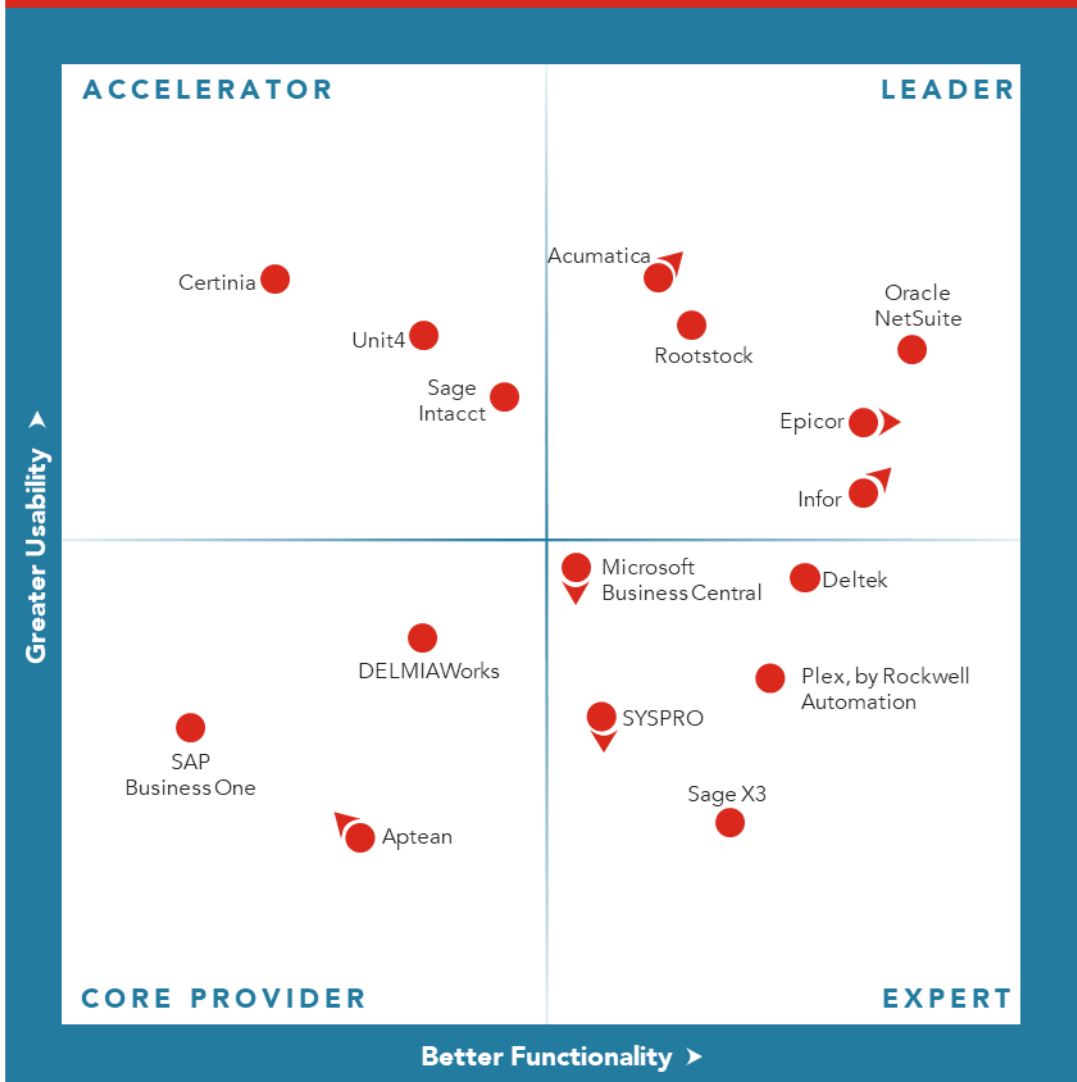 ACCELERATOR
LEADER
Acumatica
Certinia
Oracle
NetSuite
Unit4
Rootstock
Sage
Intacct
Epicor
Infor
Greater Usability
Microsoft
Business Central
Deltek
DELMIAWorks
Plex, by Rockwell
Automation
SYSPRO
SAP
Business One
Sage X3
Aptean
CORE PROVIDER
EXPERT
Better Functionality